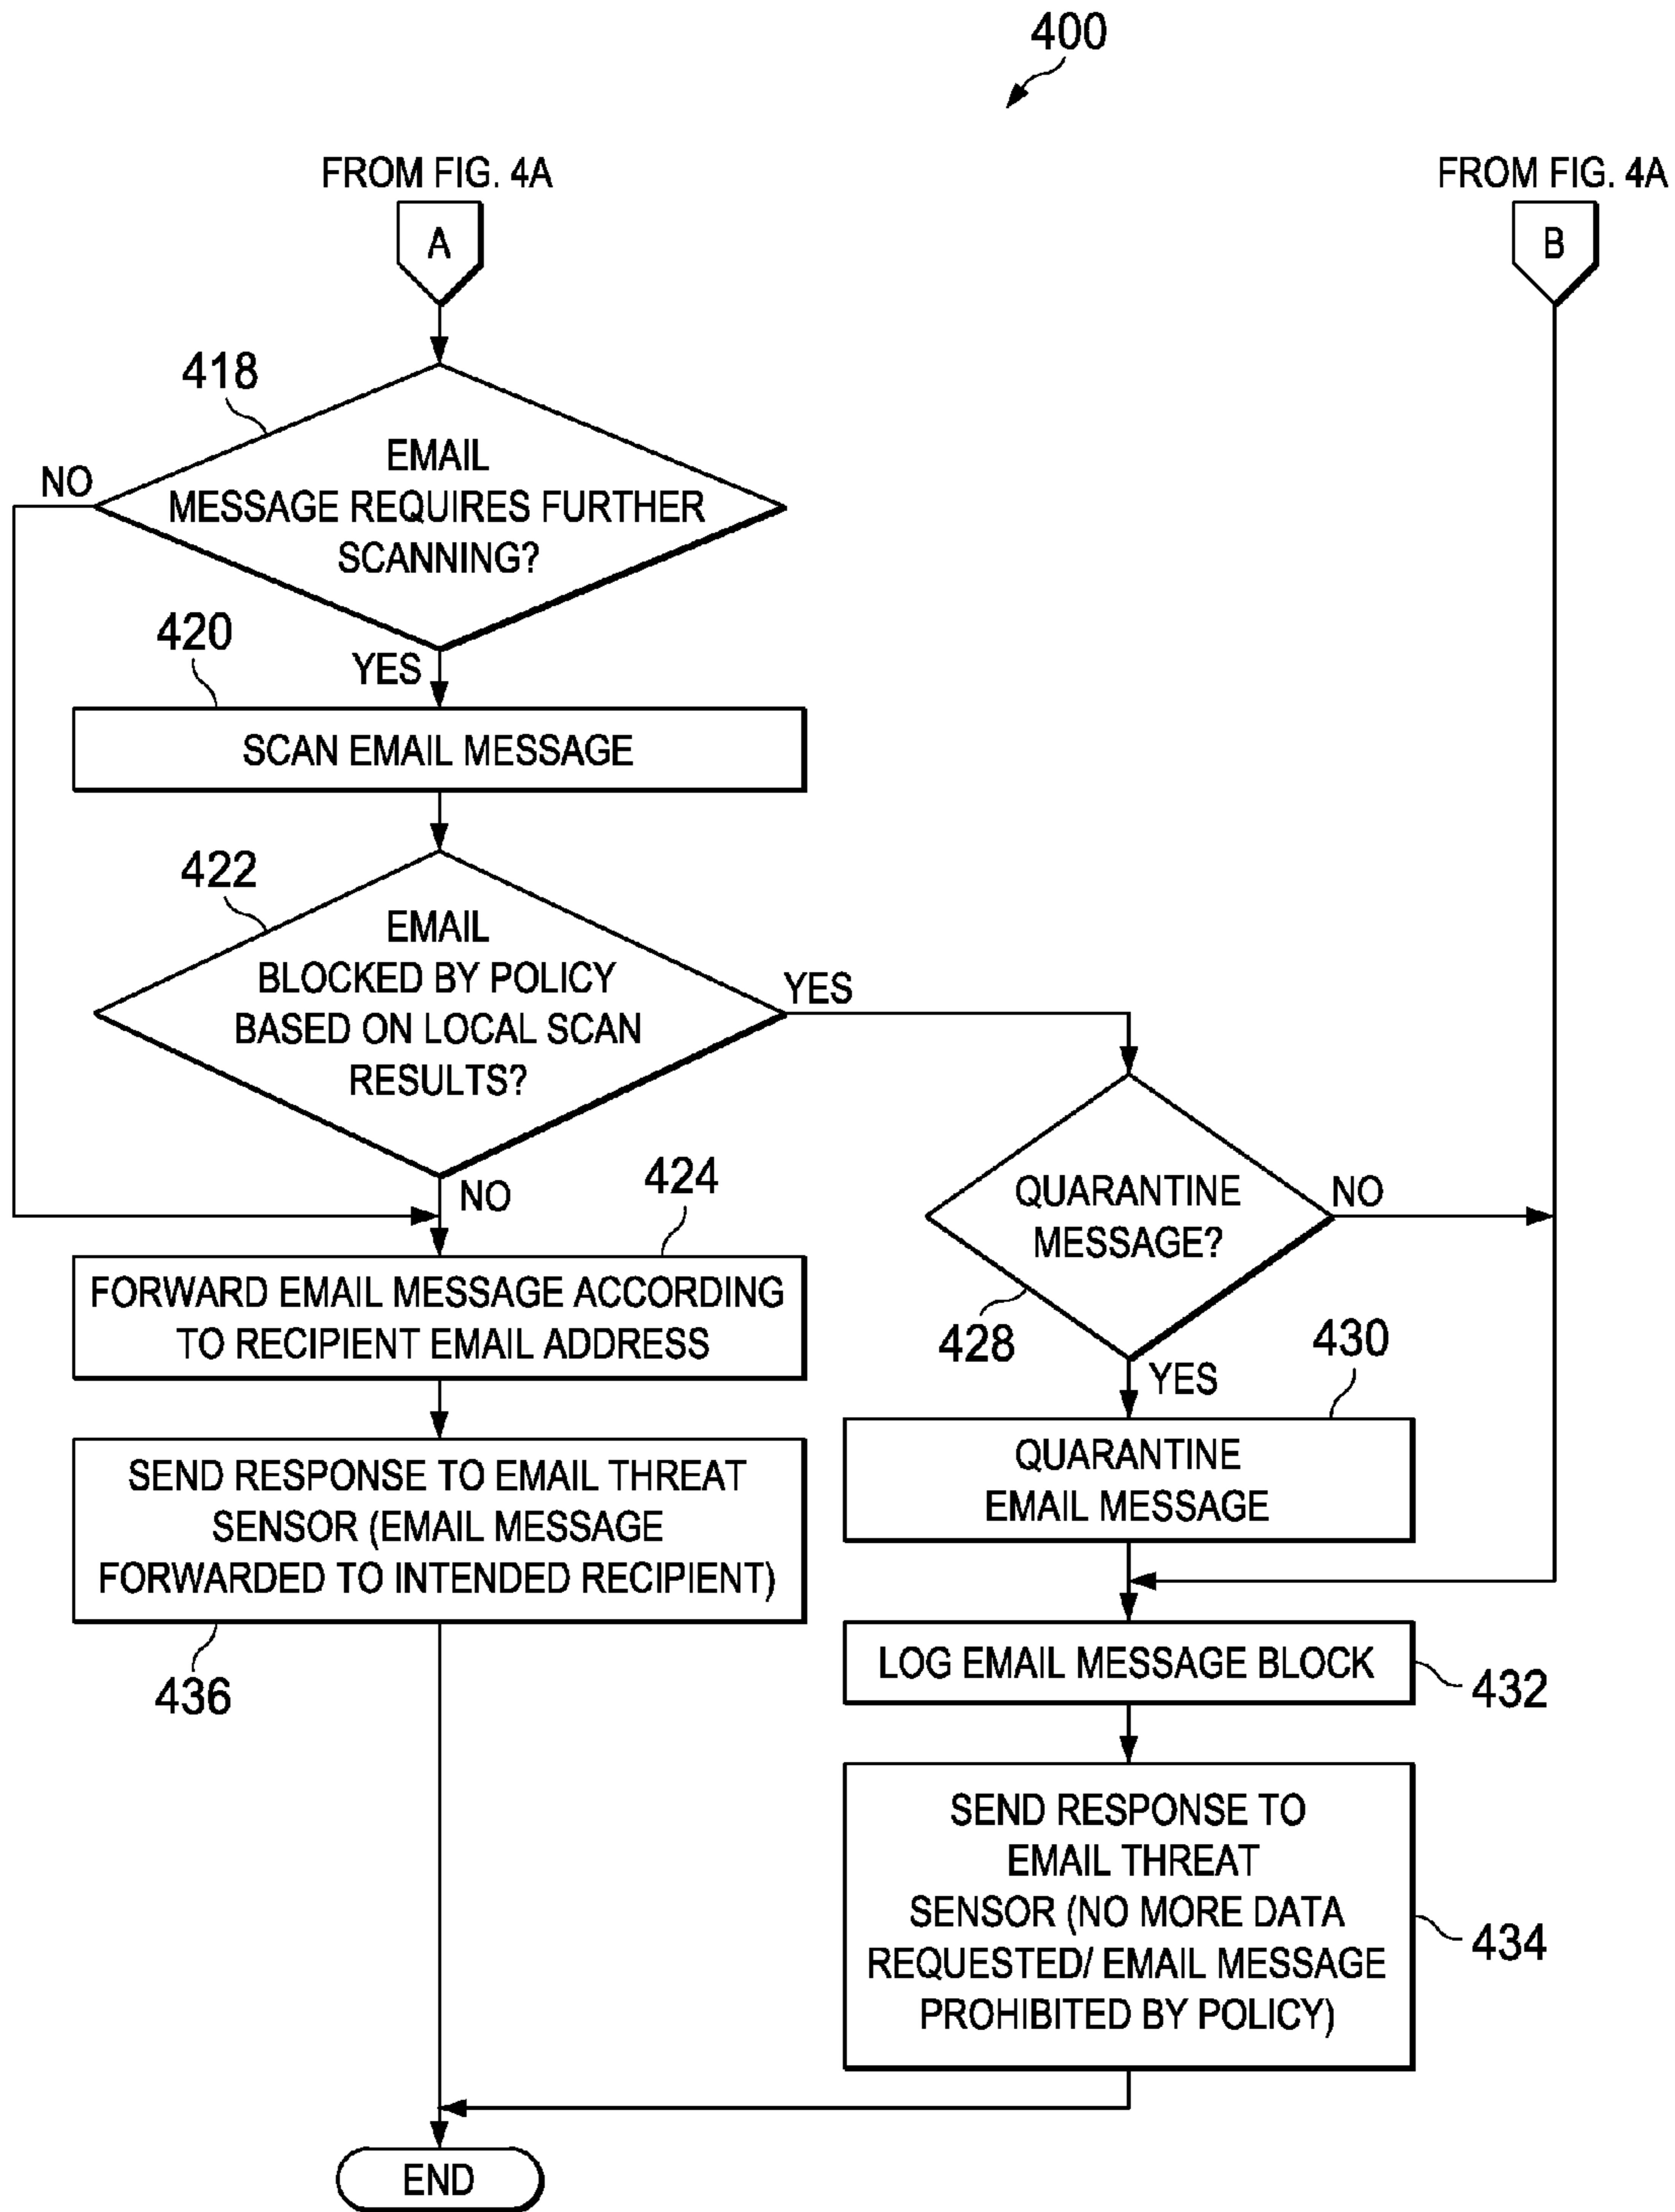 400
FROM FIG. 4A
A
FROM FIG. 4A
B
418
EMAIL
MESSAGE REQUIRES FURTHER
SCANNING?
NO
YES
420
SCAN EMAIL MESSAGE
422
EMAIL
BLOCKED BY POLICY
BASED ON LOCAL SCAN
RESULTS?
YES
NO
424
FORWARD EMAIL MESSAGE ACCORDING
TO RECIPIENT EMAIL ADDRESS
SEND RESPONSE TO EMAIL THREAT
SENSOR (EMAIL MESSAGE
FORWARDED TO INTENDED RECIPIENT)
436
QUARANTINE
MESSAGE?
NO
428
YES
430
QUARANTINE
EMAIL MESSAGE
LOG EMAIL MESSAGE BLOCK
432
SEND RESPONSE TO
EMAIL THREAT
SENSOR (NO MORE DATA
REQUESTED/ EMAIL MESSAGE
PROHIBITED BY POLICY)
434
END